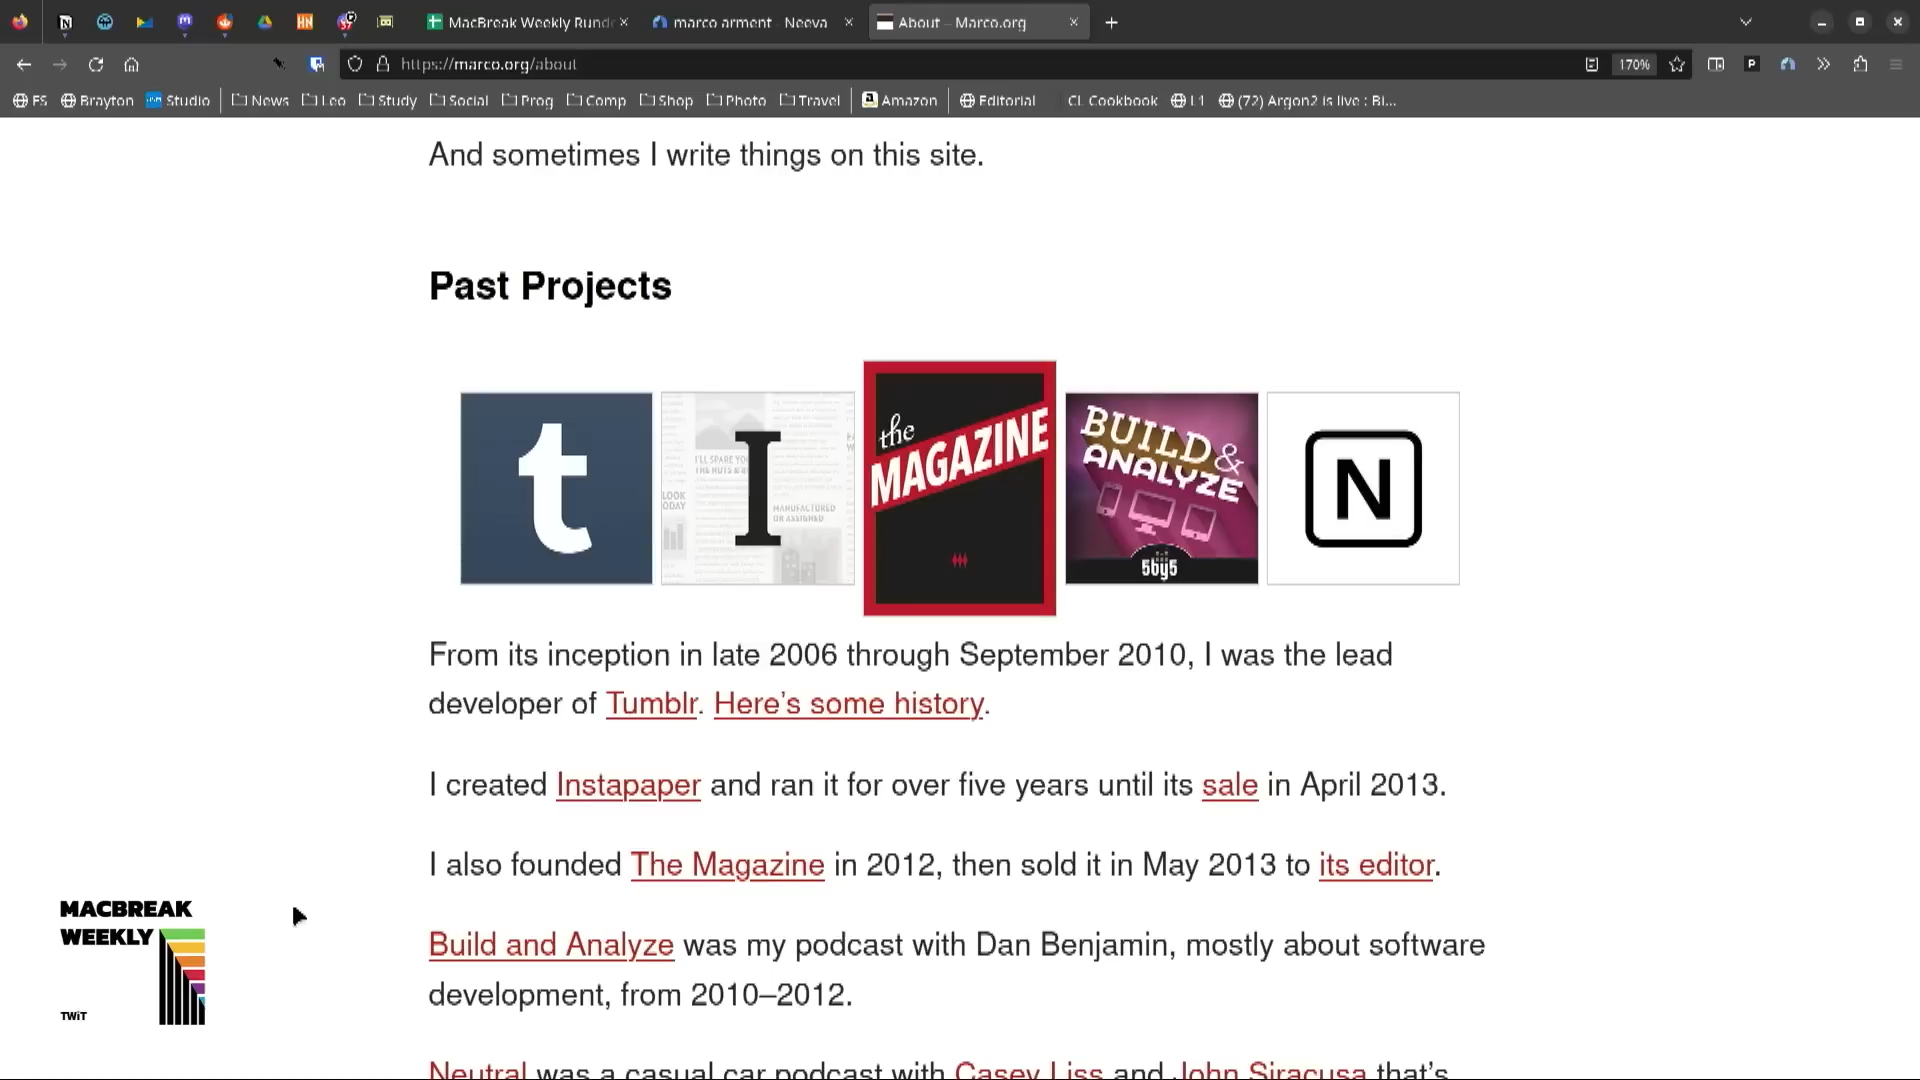 MacBreak Weekly Rund
marco arment - Neeva
About – Marco.org
https://marco.org/about
170%
FS
Brayton
Studio
News
Leo
Study
Social
Prog
Comp
Shop
Photo
Travel
Amazon
Editorial
CL Cookbook
L1
(72) Argon2 is live : Bl...
And sometimes I write things on this site.
Past Projects
t
I
the
MAGAZINE
BUILD &
ANALYZE
5by5
N
From its inception in late 2006 through September 2010, I was the lead
developer of Tumblr. Here's some history.
I created Instapaper and ran it for over five years until its sale in April 2013.
I also founded The Magazine in 2012, then sold it in May 2013 to its editor.
Build and Analyze was my podcast with Dan Benjamin, mostly about software
development, from 2010–2012.
Neutral was a casual car podcast with Casey Liss and John Siracusa that's
MACBREAK
WEEKLY
TWiT